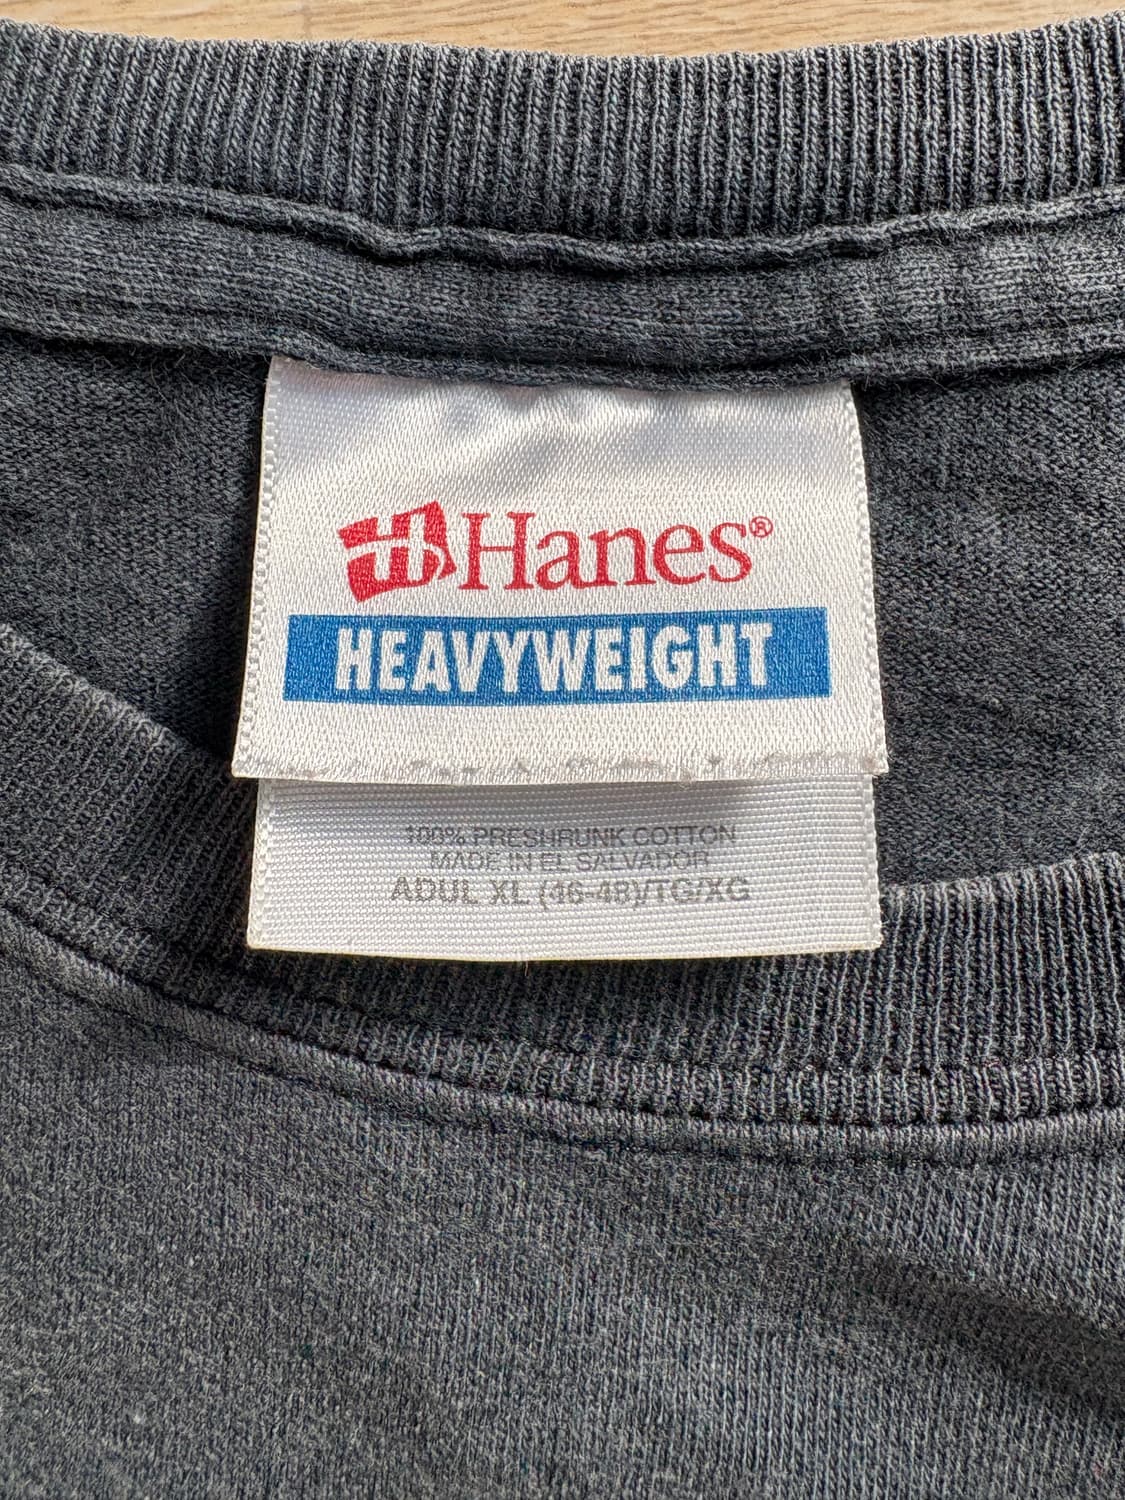 Hanes®
HEAVYWEIGHT
100% PRESHRUNK COTTON
MADE IN EL SALVADOR
ADUL XL (46-48)/TG/XG